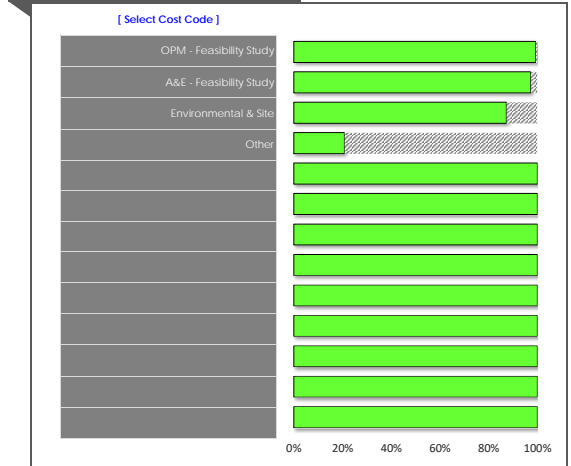 [ Select Cost Code ]
OPM - Feasibility Study
A&E - Feasibility Study
Environmental & Site
Other
0% 20% 40% 60% 80% 100%